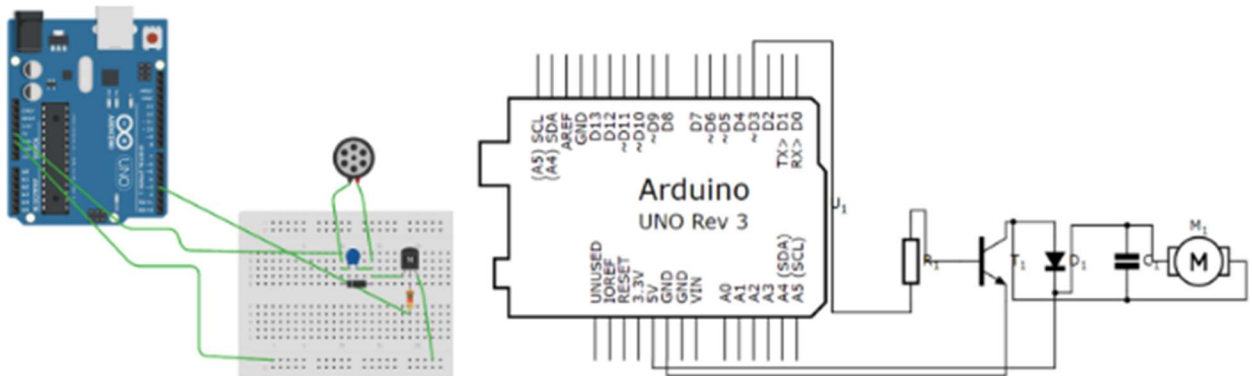 ARDUINO
UNO
(A5) SCL
(A4) SDA
AREF
GND
D13
D12
~D11
~D10
~D9
D8
D7
~D6
~D5
D4
~D3
D2
TX> D1
RX> D0
Arduino
UNO Rev 3
UNUSED
IOREF
RESET
3.3V
5V
GND
GND
VIN
A0
A1
A2
A3
A4 (SDA)
A5 (SCL)
J1
R1
T1
D1
C1
M1
M